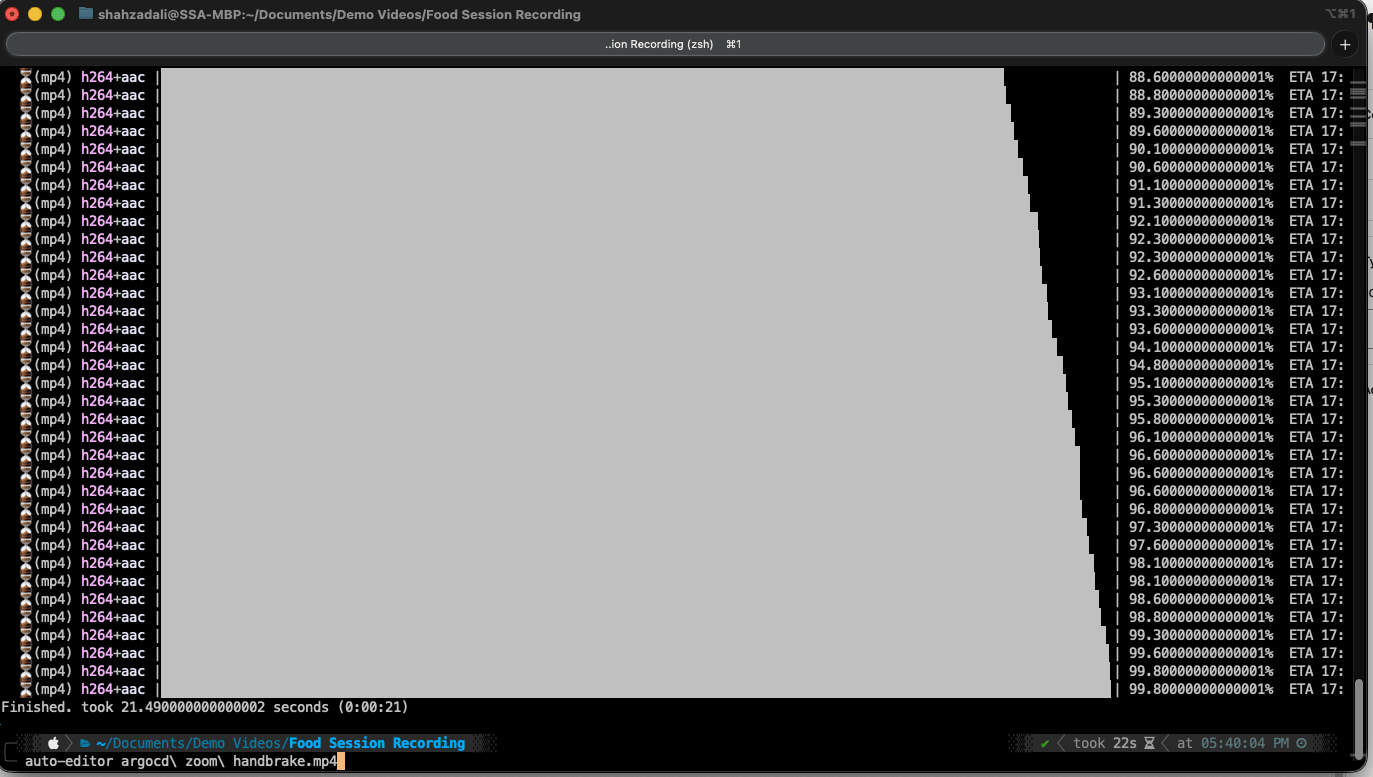 shahzadali@SSA-MBP:~/Documents/Demo Videos/Food Session Recording
⌥⌘1
..ion Recording (zsh) ⌘1
+
⏳(mp4) h264+aac | | 88.60000000000001% ETA 17:
⏳(mp4) h264+aac | | 88.80000000000001% ETA 17:
⏳(mp4) h264+aac | | 89.30000000000001% ETA 17:
⏳(mp4) h264+aac | | 89.60000000000001% ETA 17:
⏳(mp4) h264+aac | | 90.10000000000001% ETA 17:
⏳(mp4) h264+aac | | 90.60000000000001% ETA 17:
⏳(mp4) h264+aac | | 91.10000000000001% ETA 17:
⏳(mp4) h264+aac | | 91.30000000000001% ETA 17:
⏳(mp4) h264+aac | | 92.10000000000001% ETA 17:
⏳(mp4) h264+aac | | 92.30000000000001% ETA 17:
⏳(mp4) h264+aac | | 92.30000000000001% ETA 17:
⏳(mp4) h264+aac | | 92.60000000000001% ETA 17:
⏳(mp4) h264+aac | | 93.10000000000001% ETA 17:
⏳(mp4) h264+aac | | 93.30000000000001% ETA 17:
⏳(mp4) h264+aac | | 93.60000000000001% ETA 17:
⏳(mp4) h264+aac | | 94.10000000000001% ETA 17:
⏳(mp4) h264+aac | | 94.80000000000001% ETA 17:
⏳(mp4) h264+aac | | 95.10000000000001% ETA 17:
⏳(mp4) h264+aac | | 95.30000000000001% ETA 17:
⏳(mp4) h264+aac | | 95.80000000000001% ETA 17:
⏳(mp4) h264+aac | | 96.10000000000001% ETA 17:
⏳(mp4) h264+aac | | 96.60000000000001% ETA 17:
⏳(mp4) h264+aac | | 96.60000000000001% ETA 17:
⏳(mp4) h264+aac | | 96.60000000000001% ETA 17:
⏳(mp4) h264+aac | | 96.80000000000001% ETA 17:
⏳(mp4) h264+aac | | 97.30000000000001% ETA 17:
⏳(mp4) h264+aac | | 97.60000000000001% ETA 17:
⏳(mp4) h264+aac | | 98.10000000000001% ETA 17:
⏳(mp4) h264+aac | | 98.10000000000001% ETA 17:
⏳(mp4) h264+aac | | 98.60000000000001% ETA 17:
⏳(mp4) h264+aac | | 98.80000000000001% ETA 17:
⏳(mp4) h264+aac | | 99.30000000000001% ETA 17:
⏳(mp4) h264+aac | | 99.60000000000001% ETA 17:
⏳(mp4) h264+aac | | 99.80000000000001% ETA 17:
⏳(mp4) h264+aac | | 99.80000000000001% ETA 17:
Finished. took 21.490000000000002 seconds (0:00:21)
~/Documents/Demo Videos/Food Session Recording ✔ took 22s at 05:40:04 PM
auto-editor argocd\ zoom\ handbrake.mp4